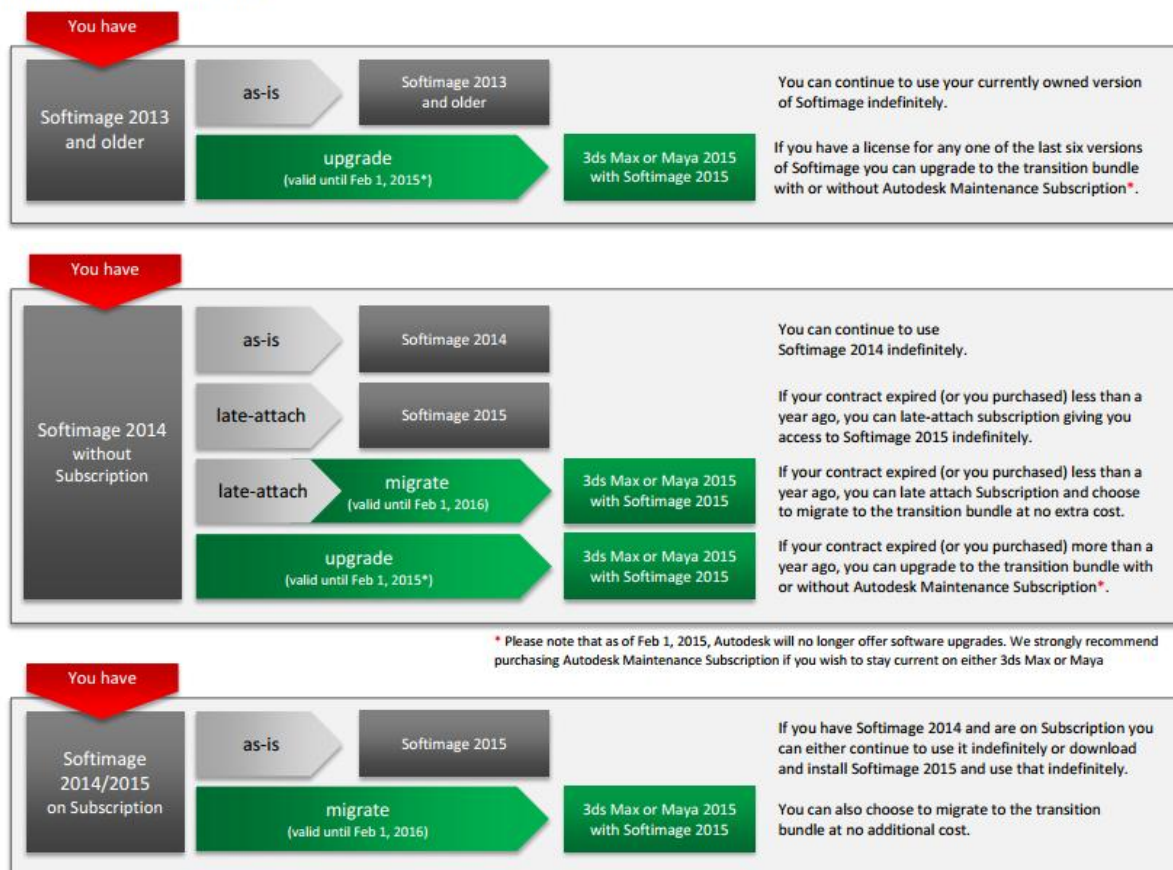 You have
Softimage 2013
and older
as-is
Softimage 2013
and older
You can continue to use your currently owned version
of Softimage indefinitely.
upgrade
(valid until Feb 1, 2015*)
3ds Max or Maya 2015
with Softimage 2015
If you have a license for any one of the last six versions
of Softimage you can upgrade to the transition bundle
with or without Autodesk Maintenance Subscription*.
You have
Softimage 2014
without
Subscription
as-is
Softimage 2014
You can continue to use
Softimage 2014 indefinitely.
late-attach
Softimage 2015
If your contract expired (or you purchased) less than a
year ago, you can late-attach subscription giving you
access to Softimage 2015 indefinitely.
late-attach
migrate
(valid until Feb 1, 2016)
3ds Max or Maya 2015
with Softimage 2015
If your contract expired (or you purchased) less than a
year ago, you can late attach Subscription and choose
to migrate to the transition bundle at no extra cost.
upgrade
(valid until Feb 1, 2015*)
3ds Max or Maya 2015
with Softimage 2015
If your contract expired (or you purchased) more than a
year ago, you can upgrade to the transition bundle with
or without Autodesk Maintenance Subscription*.
* Please note that as of Feb 1, 2015, Autodesk will no longer offer software upgrades. We strongly recommend
purchasing Autodesk Maintenance Subscription if you wish to stay current on either 3ds Max or Maya
You have
Softimage
2014/2015
on Subscription
as-is
Softimage 2015
If you have Softimage 2014 and are on Subscription you
can either continue to use it indefinitely or download
and install Softimage 2015 and use that indefinitely.
migrate
(valid until Feb 1, 2016)
3ds Max or Maya 2015
with Softimage 2015
You can also choose to migrate to the transition
bundle at no additional cost.